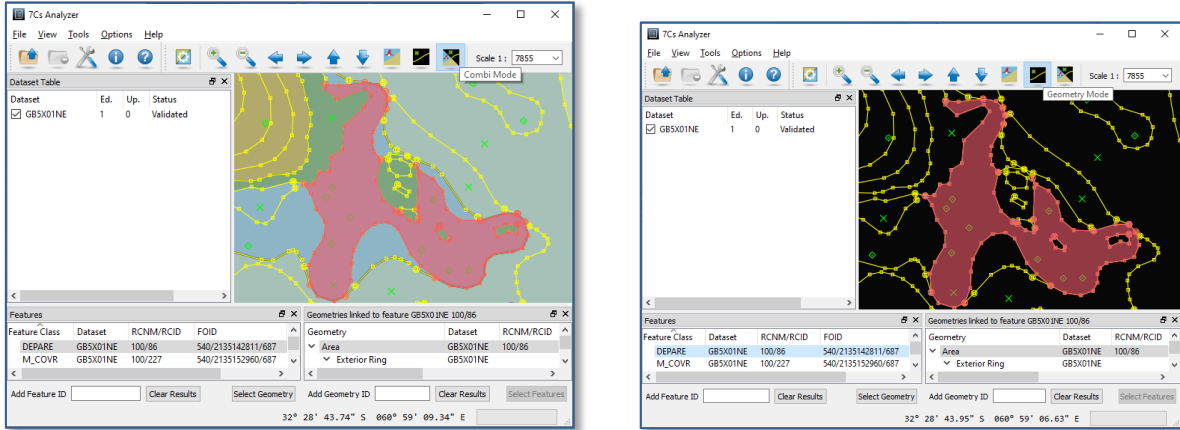 7Cs Analyzer
File View Tools Options Help
Scale 1 : 7855
Combi Mode
Dataset Table
Dataset Ed. Up. Status
GB5X01NE 1 0 Validated
Features
Feature Class Dataset RCNM/RCID FOID
DEPARE GB5X01NE 100/86 540/2135142811/687
M_COVR GB5X01NE 100/227 540/2135152960/687
Geometries linked to feature GB5X01NE 100/86
Geometry Dataset RCNM/RCID
Area GB5X01NE 100/86
Exterior Ring GB5X01NE
Add Feature ID Clear Results Select Geometry Add Geometry ID Clear Results Select Features
32° 28' 43.74" S 060° 59' 09.34" E
7Cs Analyzer
File View Tools Options Help
Scale 1 : 7855
Geometry Mode
Dataset Table
Dataset Ed. Up. Status
GB5X01NE 1 0 Validated
Features
Feature Class Dataset RCNM/RCID FOID
DEPARE GB5X01NE 100/86 540/2135142811/687
M_COVR GB5X01NE 100/227 540/2135152960/687
Geometries linked to feature GB5X01NE 100/86
Geometry Dataset RCNM/RCID
Area GB5X01NE 100/86
Exterior Ring GB5X01NE
Add Feature ID Clear Results Select Geometry Add Geometry ID Clear Results Select Features
32° 28' 43.95" S 060° 59' 06.63" E